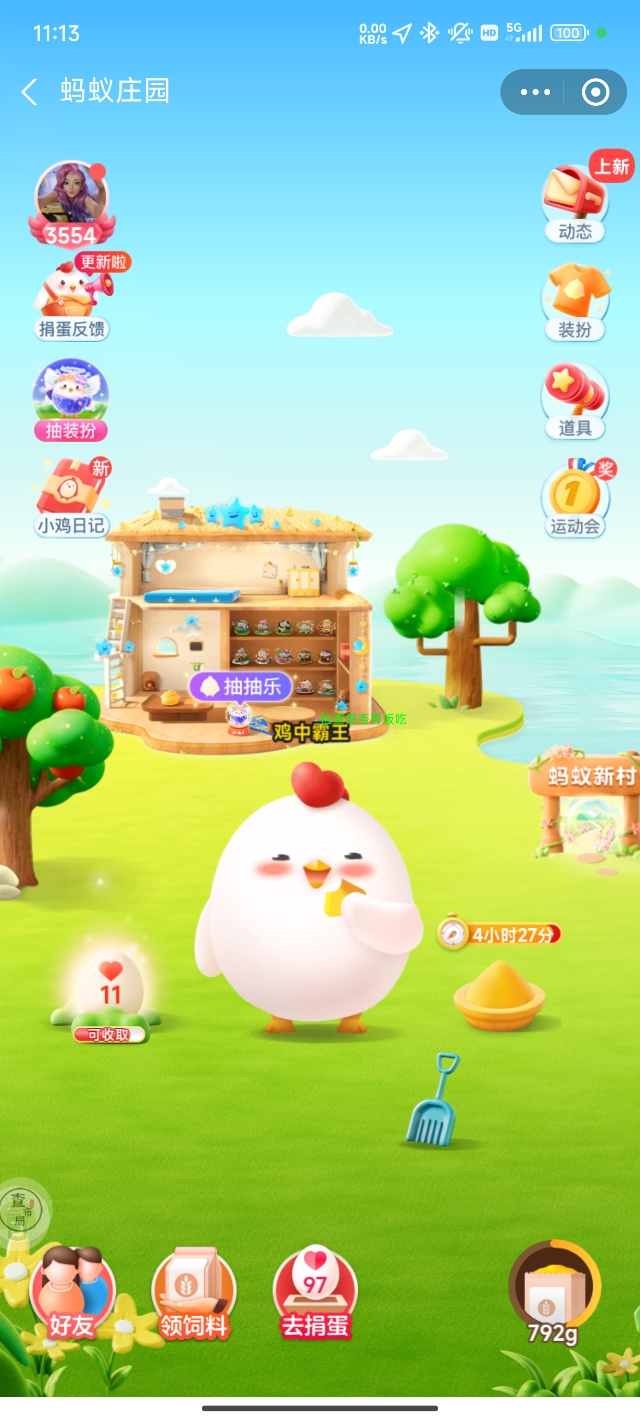 11:13
0.00
KB/s
HD
5G
100
蚂蚁庄园
上新
3554
动态
更新啦
捐蛋反馈
装扮
抽装扮
道具
新
奖
1
小鸡日记
运动会
抽抽乐
鸡中霸王
蚂蚁新村
4小时27分
11
可收取
查
布
局
97
好友
领饲料
去捐蛋
792g